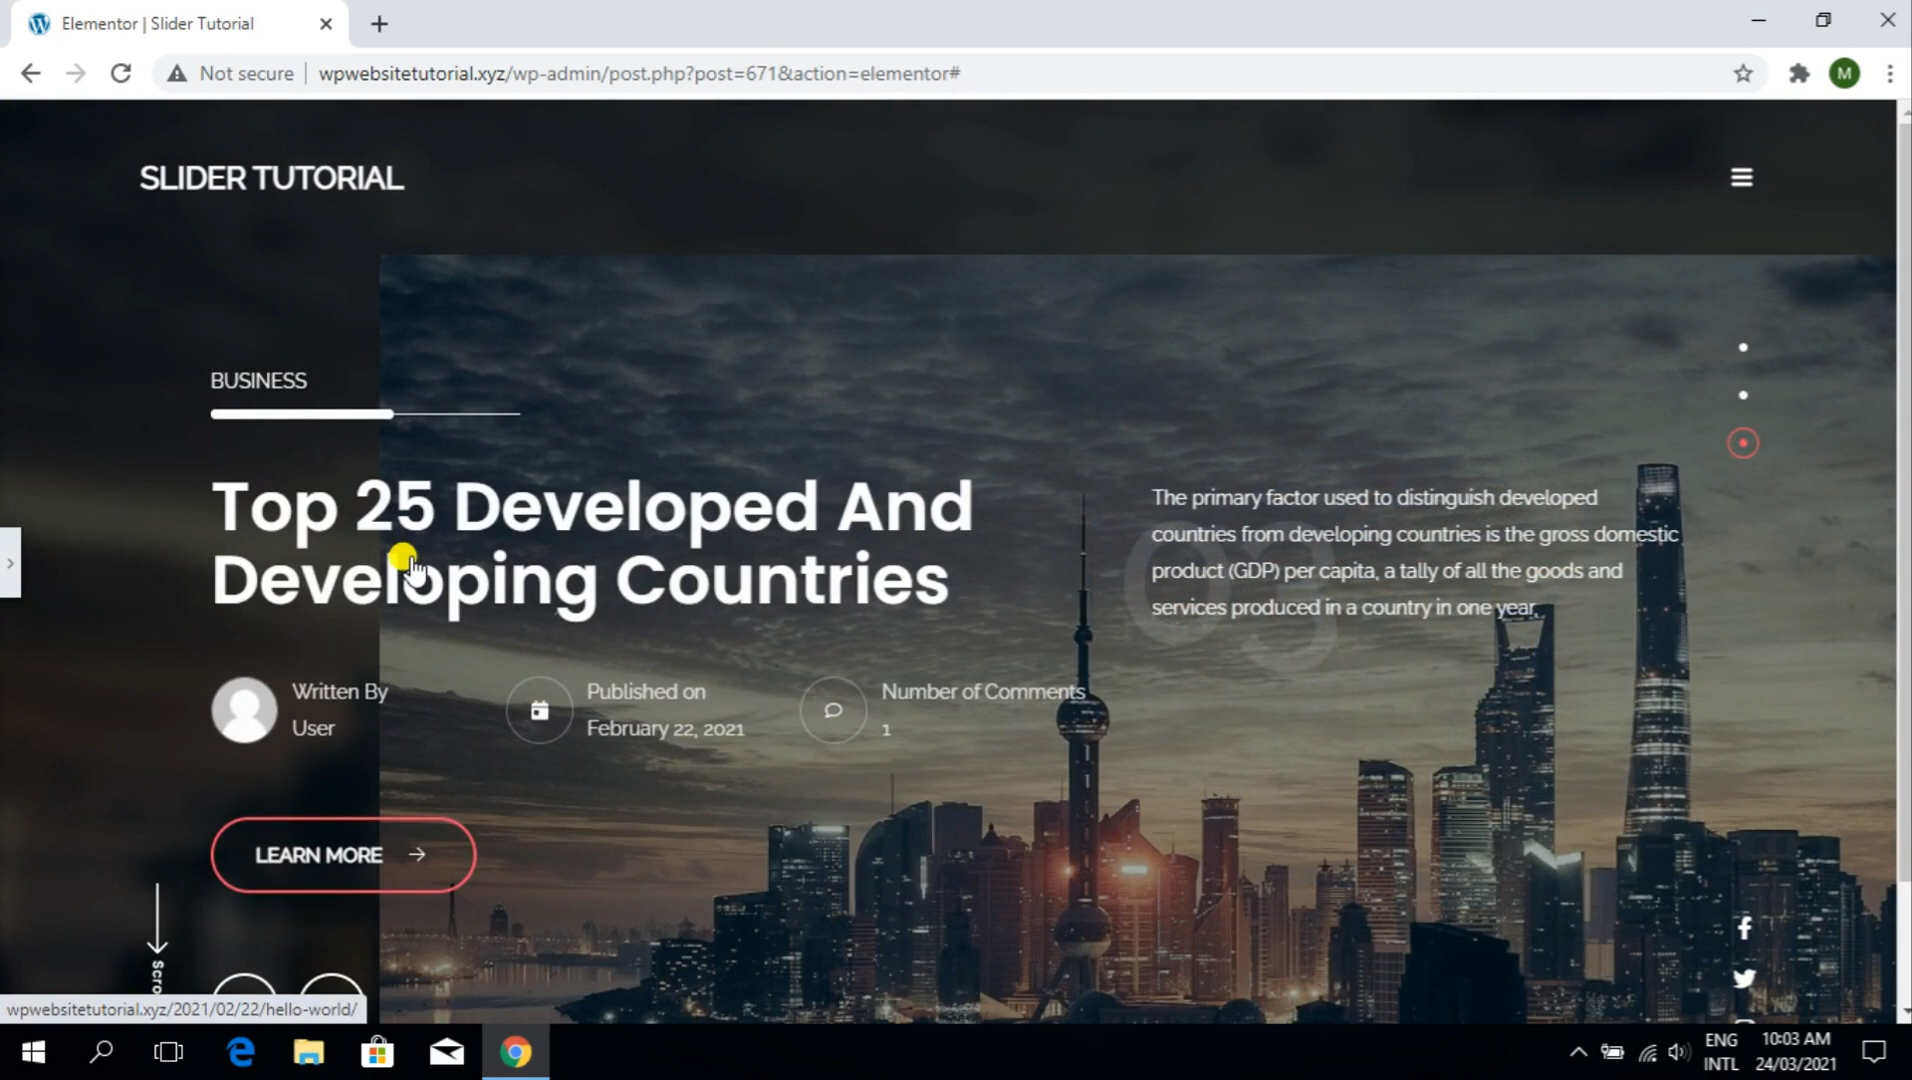 Elementor | Slider Tutorial
Not secure
wpwebsitetutorial.xyz/wp-admin/post.php?post=671&action=elementor#
M
SLIDER TUTORIAL
BUSINESS
Top 25 Developed And
Developing Countries
The primary factor used to distinguish developed
countries from developing countries is the gross domestic
product (GDP) per capita, a tally of all the goods and
services produced in a country in one year,
03
Written By
User
Published on
February 22, 2021
Number of Comments
1
LEARN MORE
Scro
wpwebsitetutorial.xyz/2021/02/22/hello-world/
ENG
INTL
10:03 AM
24/03/2021